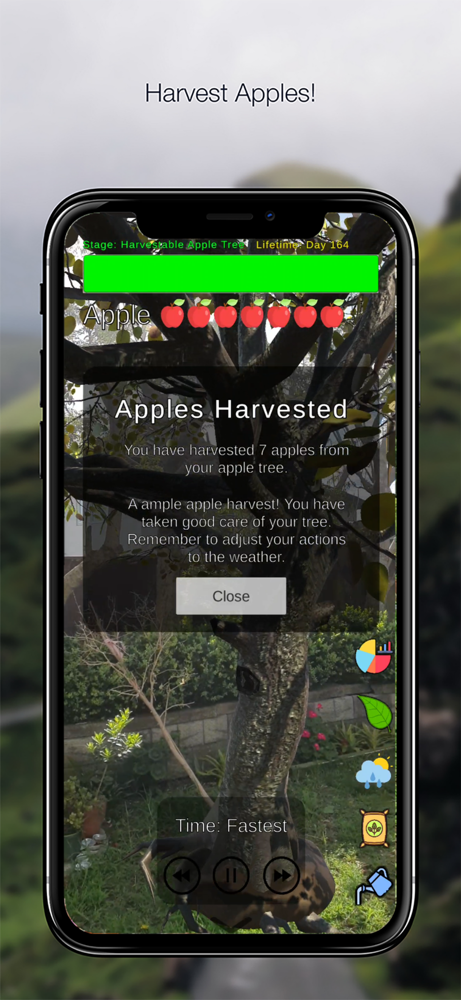 Harvest Apples!
Stage: Harvestable Apple Tree Lifetime: Day 164
Apple
Apples Harvested
You have harvested 7 apples from
your apple tree.
A ample apple harvest! You have
taken good care of your tree.
Remember to adjust your actions
to the weather.
Close
Time: Fastest